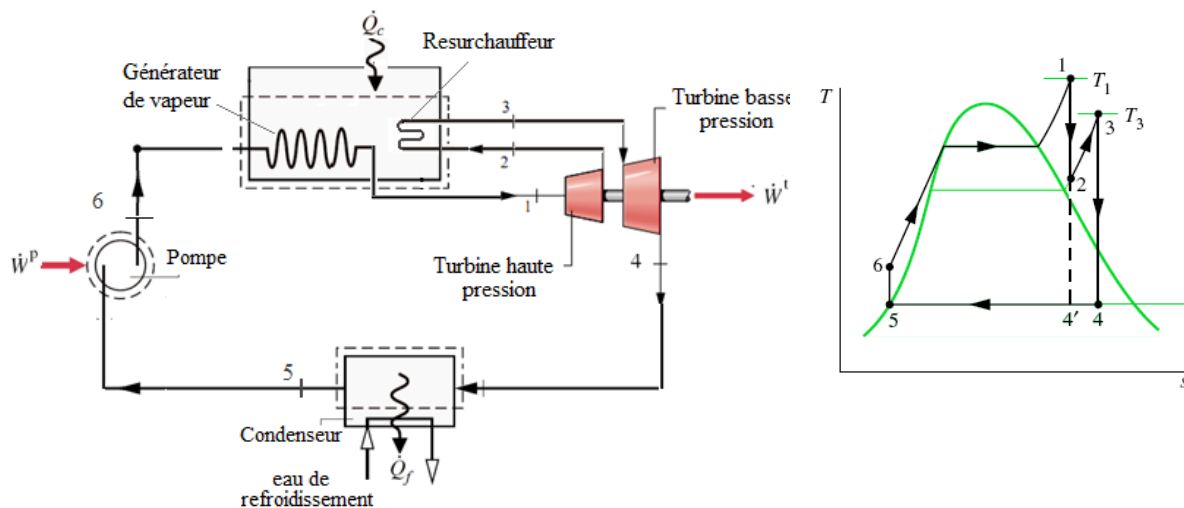 Q̇c
Resurchauffeur
Générateur
de vapeur
3
2
Turbine basse
pression
1
Ẇt
6
Ẇp
Pompe
Turbine haute
pression
4
5
Condenseur
Q̇f
eau de
refroidissement
T
1
T1
3
T3
2
6
5
4′
4
s